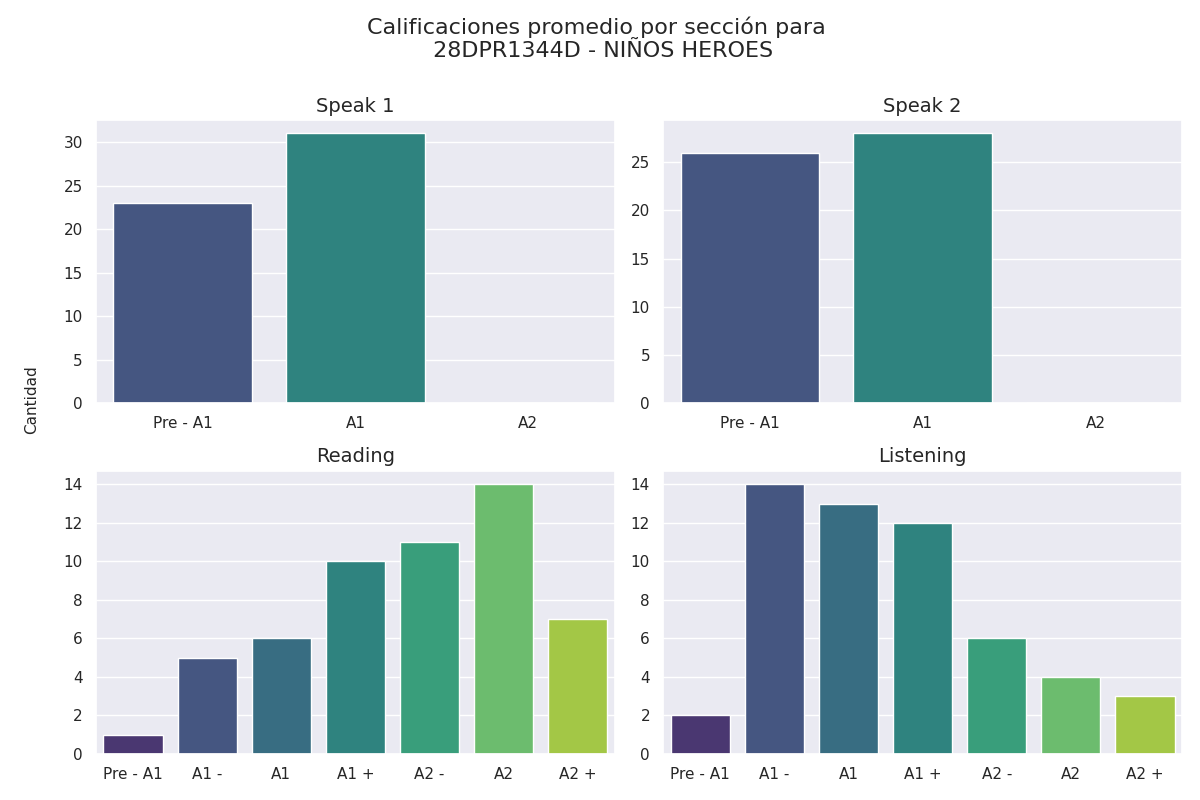 Calificaciones promedio por sección para
28DPR1344D - NIÑOS HEROES
Speak 1
30
25
20
15
10
5
0
Pre - A1 A1 A2
Speak 2
25
20
15
10
5
0
Pre - A1 A1 A2
Cantidad
Reading
14
12
10
8
6
4
2
0
Pre - A1 A1 - A1 A1 + A2 - A2 A2 +
Listening
14
12
10
8
6
4
2
0
Pre - A1 A1 - A1 A1 + A2 - A2 A2 +